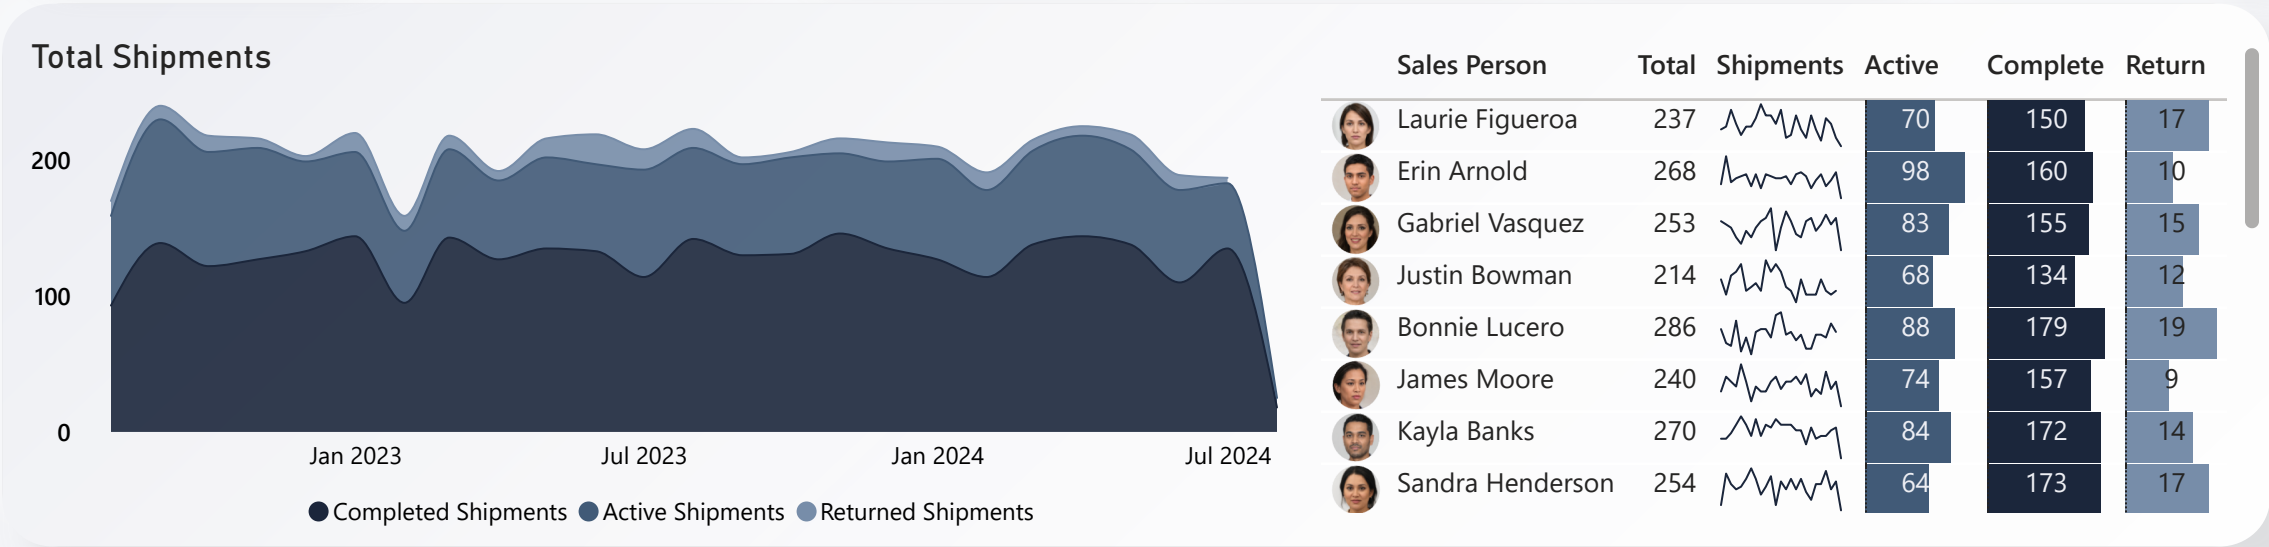 Total Shipments
200
100
0
Jan 2023 Jul 2023 Jan 2024 Jul 2024
Completed Shipments Active Shipments Returned Shipments
Sales Person Total Shipments Active Complete Return
Laurie Figueroa 237 70 150 17
Erin Arnold 268 98 160 10
Gabriel Vasquez 253 83 155 15
Justin Bowman 214 68 134 12
Bonnie Lucero 286 88 179 19
James Moore 240 74 157 9
Kayla Banks 270 84 172 14
Sandra Henderson 254 64 173 17